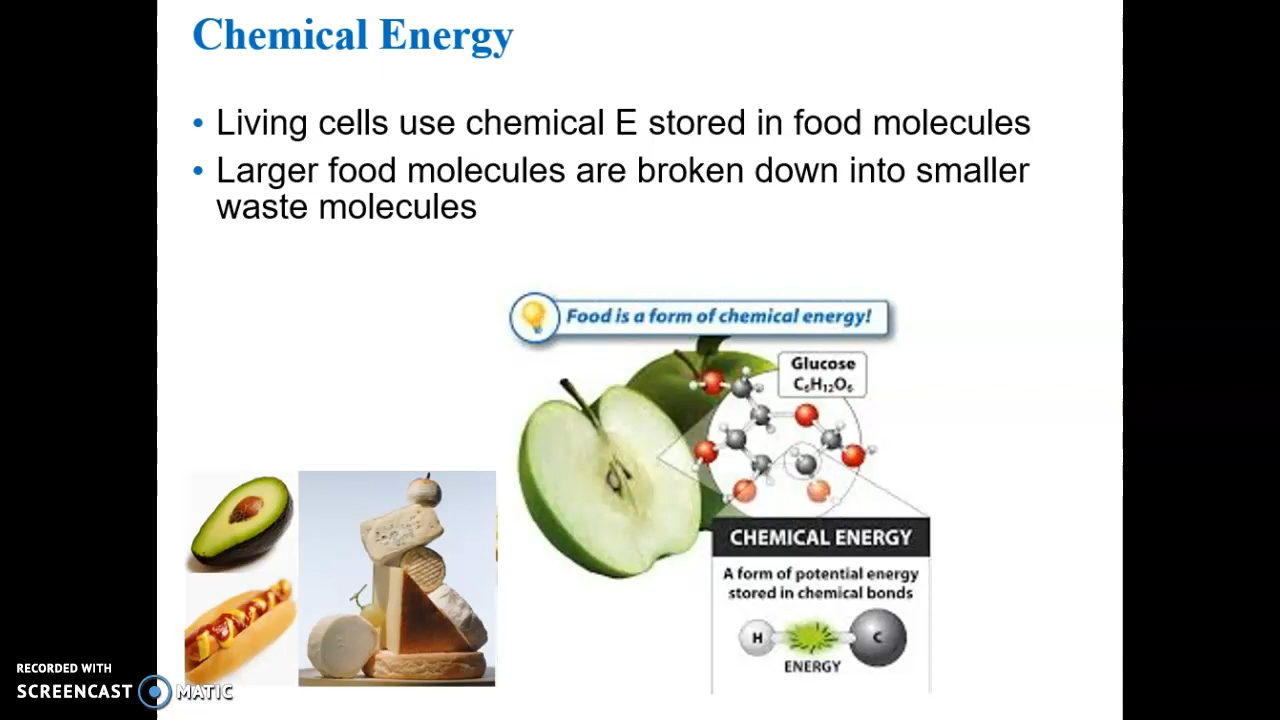 Chemical Energy
• Living cells use chemical E stored in food molecules
• Larger food molecules are broken down into smaller
waste molecules
Food is a form of chemical energy!
Glucose
C₆H₁₂O₆
CHEMICAL ENERGY
A form of potential energy
stored in chemical bonds
H C
ENERGY
RECORDED WITH
SCREENCAST MATIC